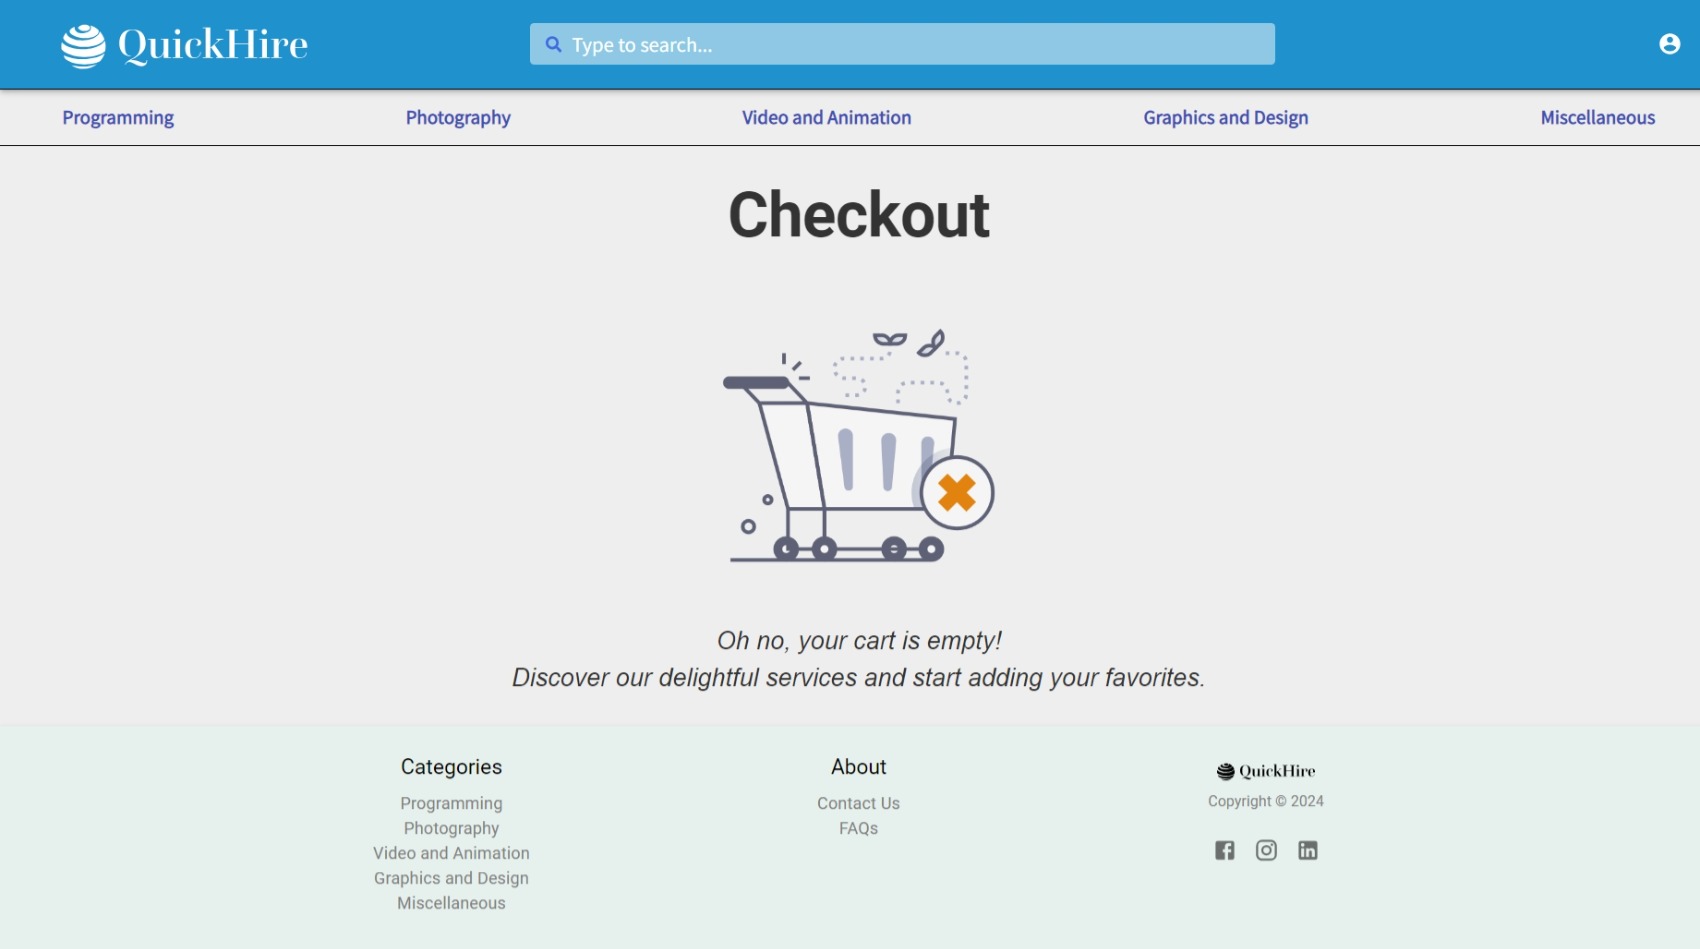 QuickHire
Type to search...
Programming
Photography
Video and Animation
Graphics and Design
Miscellaneous
Checkout
Oh no, your cart is empty!
Discover our delightful services and start adding your favorites.
Categories
Programming
Photography
Video and Animation
Graphics and Design
Miscellaneous
About
Contact Us
FAQs
QuickHire
Copyright © 2024